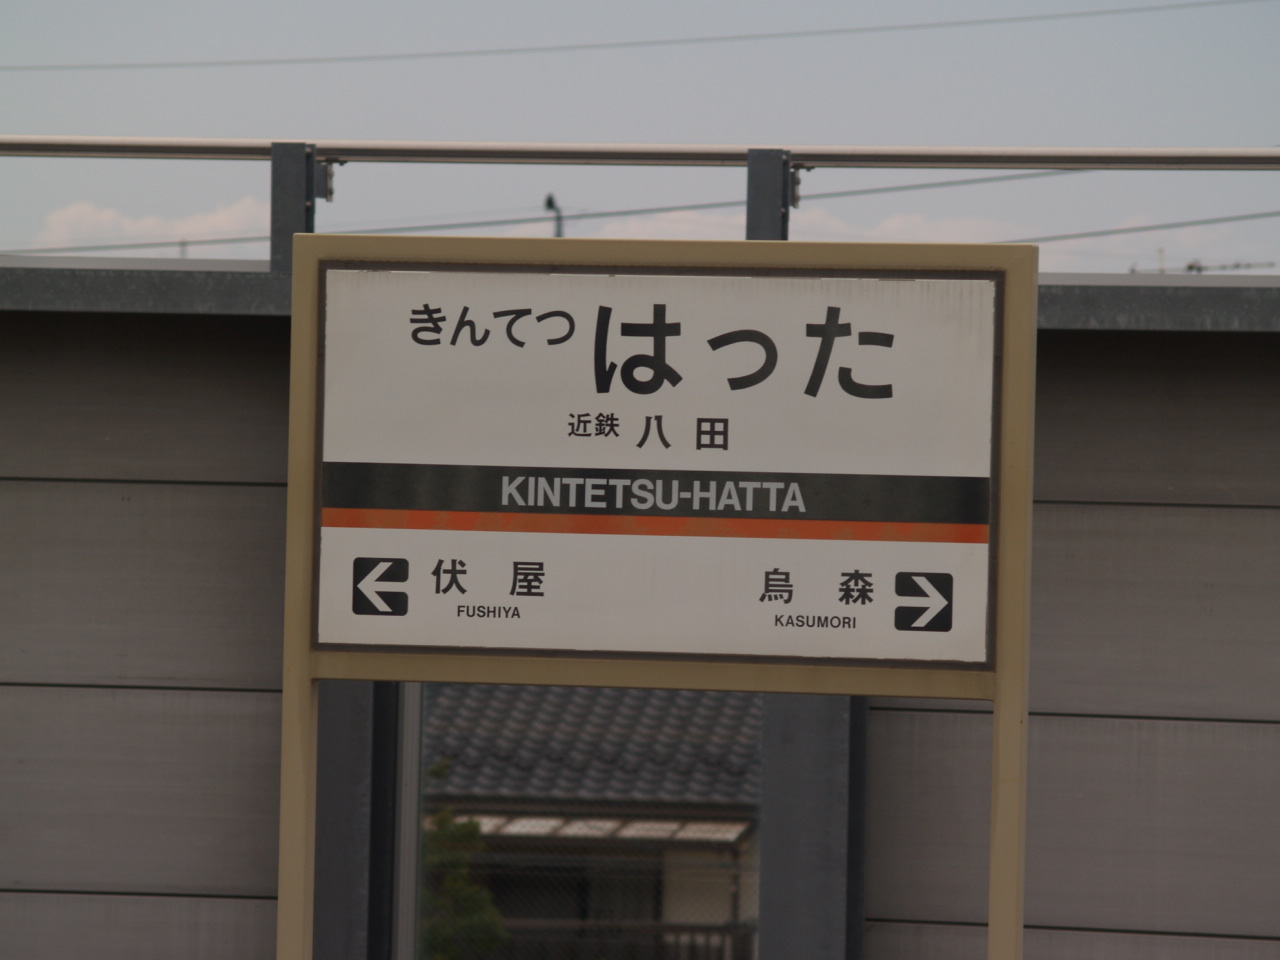 きんてつ はった
近鉄 八田
KINTETSU-HATTA
伏屋 烏森
FUSHIYA KASUMORI